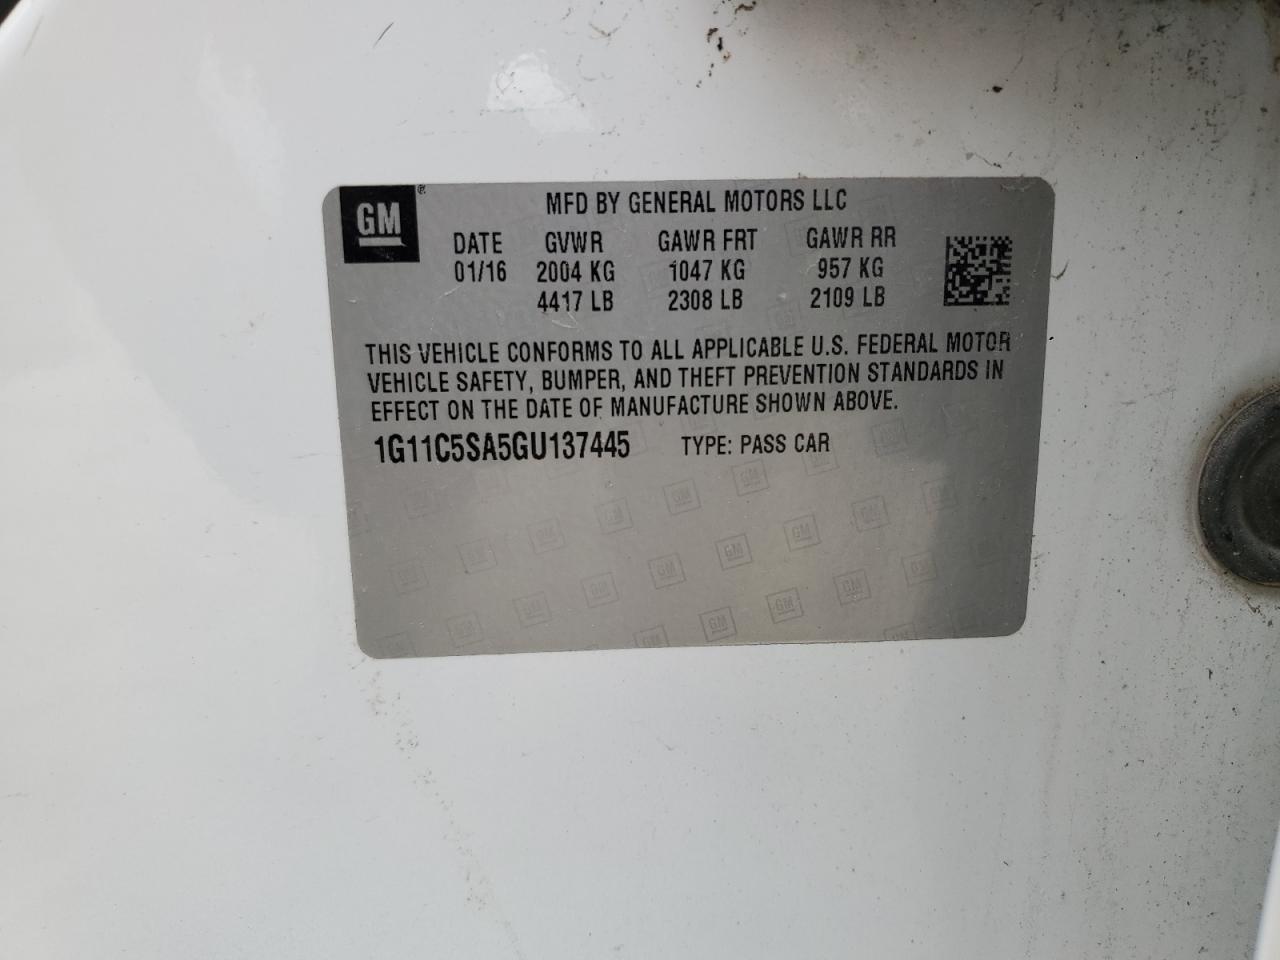 GM®
MFD BY GENERAL MOTORS LLC
DATE GVWR GAWR FRT GAWR RR
01/16 2004 KG 1047 KG 957 KG
4417 LB 2308 LB 2109 LB
THIS VEHICLE CONFORMS TO ALL APPLICABLE U.S. FEDERAL MOTOR
VEHICLE SAFETY, BUMPER, AND THEFT PREVENTION STANDARDS IN
EFFECT ON THE DATE OF MANUFACTURE SHOWN ABOVE.
1G11C5SA5GU137445 TYPE: PASS CAR